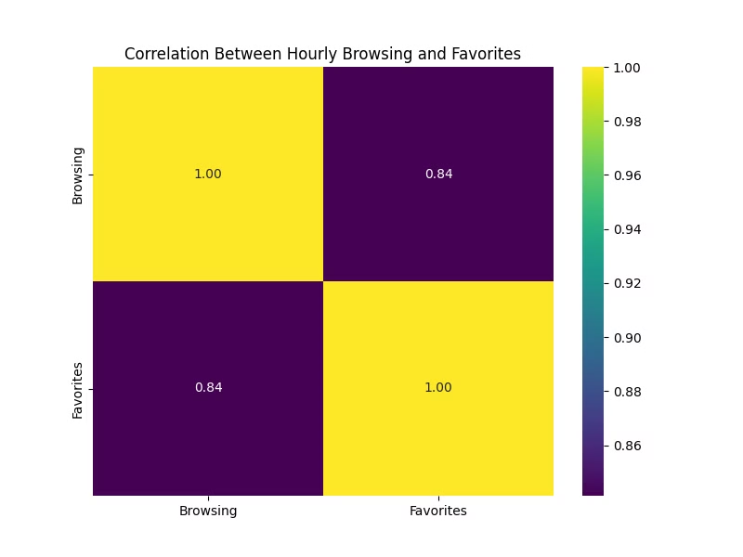 Correlation Between Hourly Browsing and Favorites
Browsing
Favorites
1.00
0.84
0.84
1.00
Browsing
Favorites
1.00
0.98
0.96
0.94
0.92
0.90
0.88
0.86